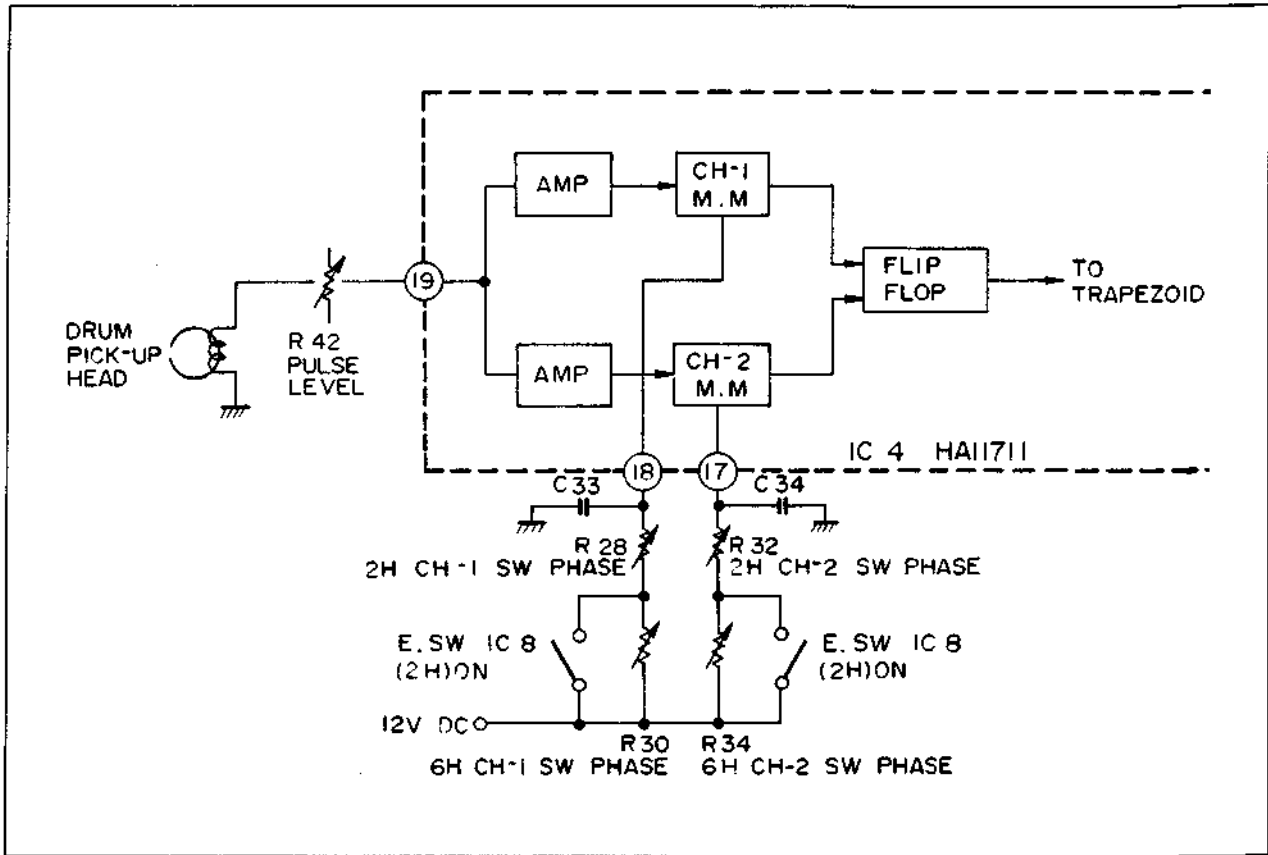 AMP
CH-1
M.M
FLIP
FLOP
TO
TRAPEZOID
19
DRUM
PICK-UP
HEAD
R 42
PULSE
LEVEL
AMP
CH-2
M.M
IC 4 HA11711
18
17
C33
C34
R 28
R 32
2H CH-1 SW PHASE
2H CH-2 SW PHASE
E. SW IC 8
(2H)ON
E. SW IC 8
(2H)ON
12V DC
R30
R34
6H CH-1 SW PHASE
6H CH-2 SW PHASE